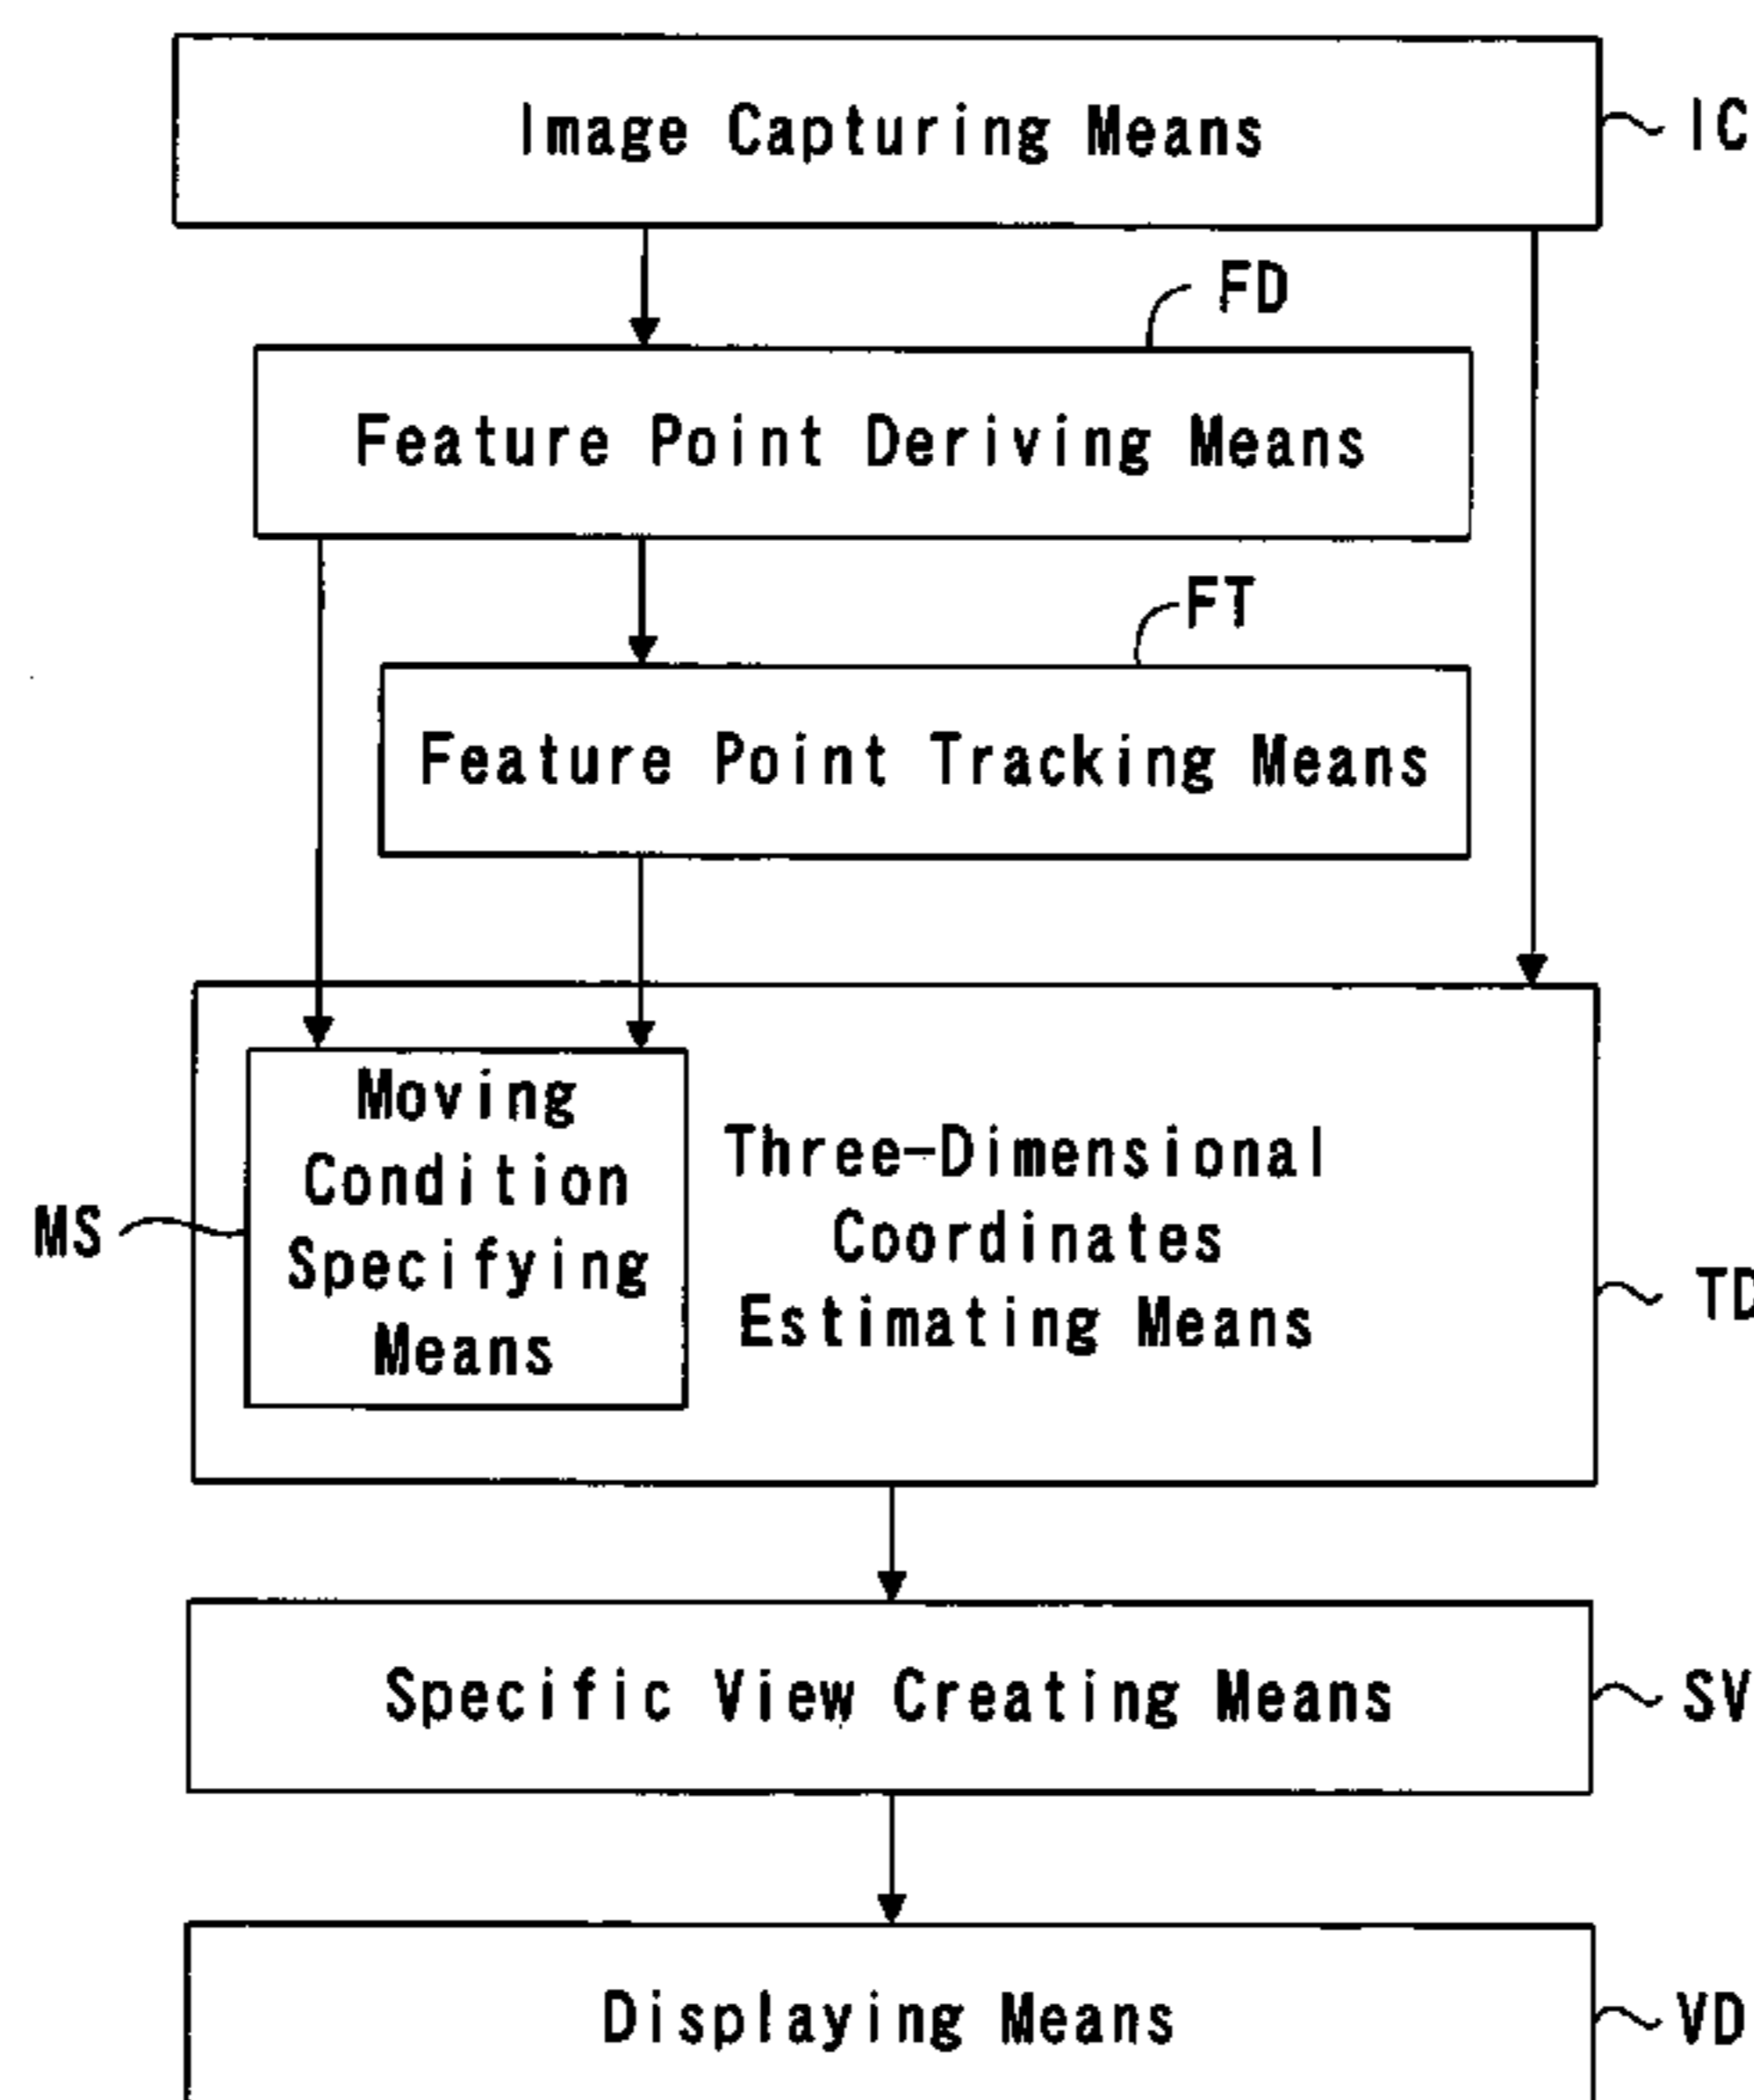 Image Capturing Means
IC
FD
Feature Point Deriving Means
FT
Feature Point Tracking Means
Moving
Condition
Specifying
Means
MS
Three-Dimensional
Coordinates
Estimating Means
TD
Specific View Creating Means
SV
Displaying Means
VD